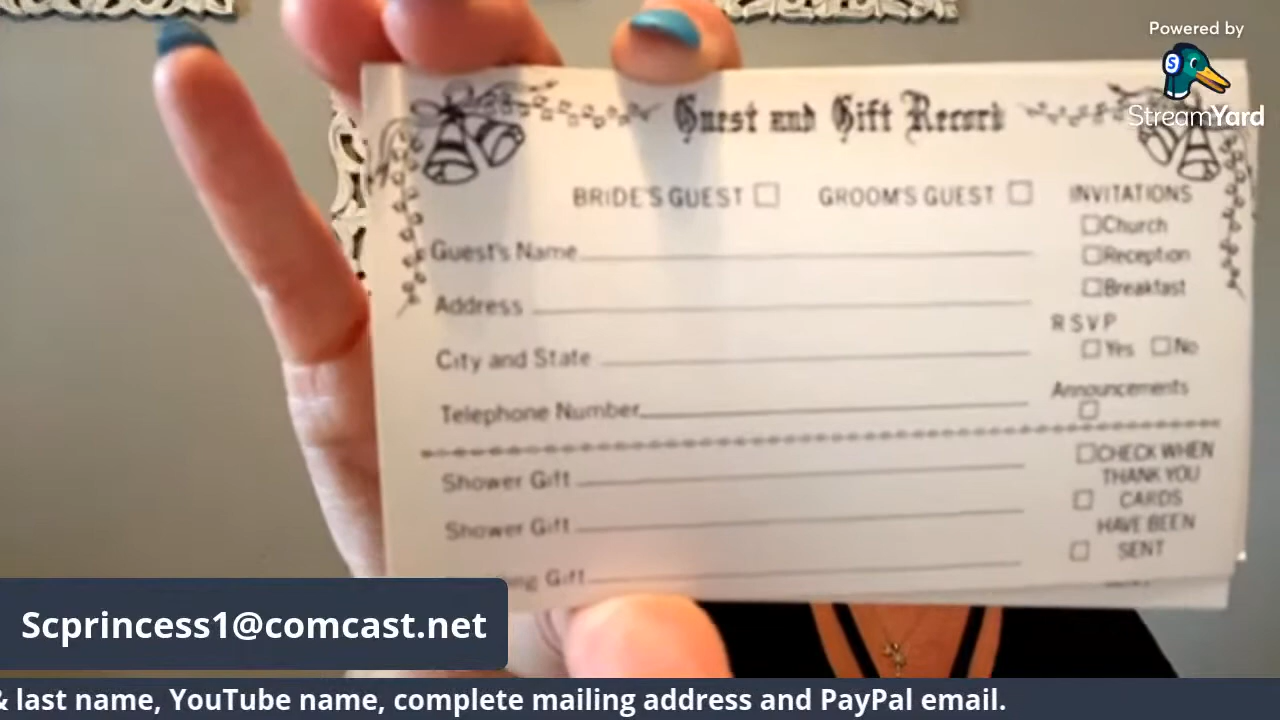 Powered by
StreamYard
Guest and Gift Record
BRIDE'S GUEST GROOM'S GUEST INVITATIONS
Church
Guest's Name
Reception
Address
Breakfast
R S V P
City and State
Yes No
Announcements
Telephone Number
CHECK WHEN
THANK YOU
Shower Gift
CARDS
Shower Gift
HAVE BEEN
SENT
Gift
Scprincess1@comcast.net
& last name, YouTube name, complete mailing address and PayPal email.